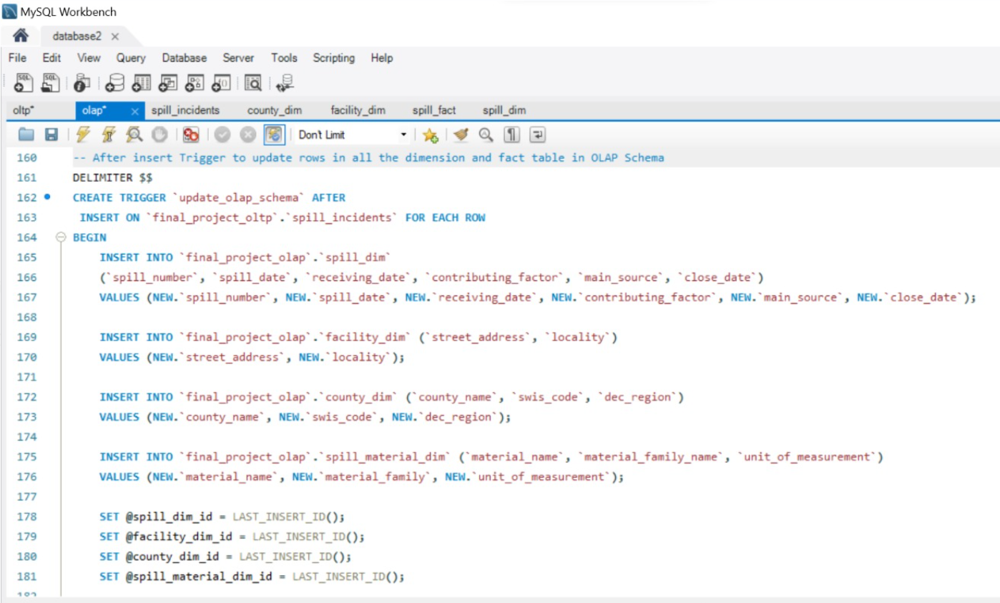 MySQL Workbench
database2
File Edit View Query Database Server Tools Scripting Help
oltp* olap* spill_incidents county_dim facility_dim spill_fact spill_dim
Don't Limit
160 -- After insert Trigger to update rows in all the dimension and fact table in OLAP Schema
161 DELIMITER $$
162 CREATE TRIGGER `update_olap_schema` AFTER
163 INSERT ON `final_project_oltp`.`spill_incidents` FOR EACH ROW
164 BEGIN
165 INSERT INTO `final_project_olap`.`spill_dim`
166 (`spill_number`, `spill_date`, `receiving_date`, `contributing_factor`, `main_source`, `close_date`)
167 VALUES (NEW.`spill_number`, NEW.`spill_date`, NEW.`receiving_date`, NEW.`contributing_factor`, NEW.`main_source`, NEW.`close_date`);
168
169 INSERT INTO `final_project_olap`.`facility_dim` (`street_address`, `locality`)
170 VALUES (NEW.`street_address`, NEW.`locality`);
171
172 INSERT INTO `final_project_olap`.`county_dim` (`county_name`, `swis_code`, `dec_region`)
173 VALUES (NEW.`county_name`, NEW.`swis_code`, NEW.`dec_region`);
174
175 INSERT INTO `final_project_olap`.`spill_material_dim` (`material_name`, `material_family_name`, `unit_of_measurement`)
176 VALUES (NEW.`material_name`, NEW.`material_family`, NEW.`unit_of_measurement`);
177
178 SET @spill_dim_id = LAST_INSERT_ID();
179 SET @facility_dim_id = LAST_INSERT_ID();
180 SET @county_dim_id = LAST_INSERT_ID();
181 SET @spill_material_dim_id = LAST_INSERT_ID();